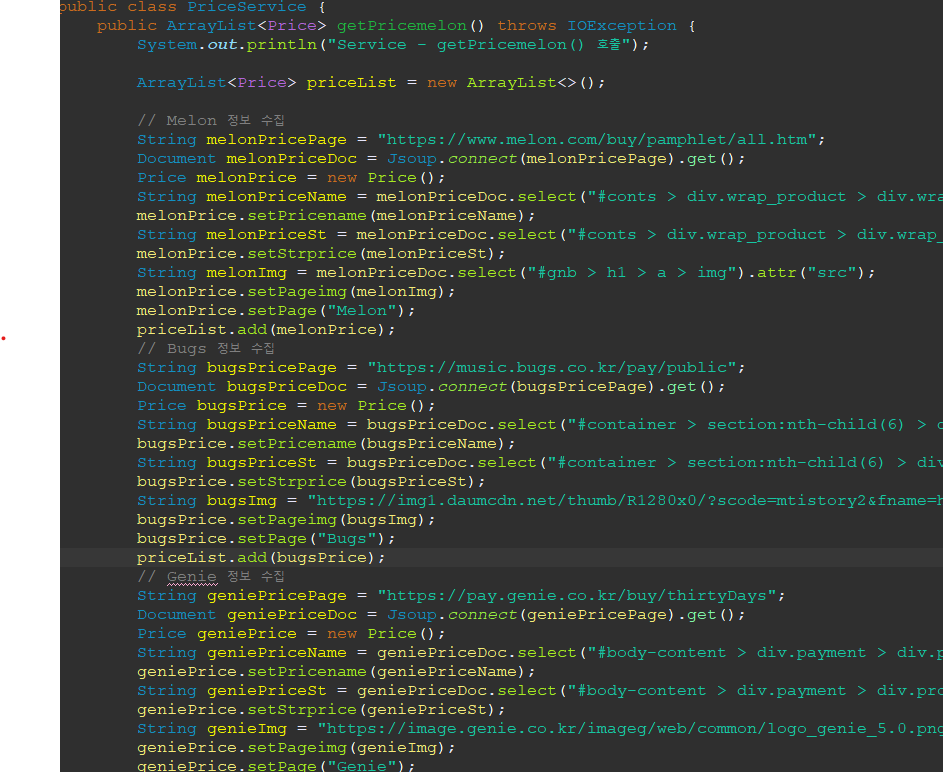 public class PriceService {
public ArrayList<Price> getPricemelon() throws IOException {
System.out.println("Service - getPricemelon() 호출");
ArrayList<Price> priceList = new ArrayList<>();
// Melon 정보 수집
String melonPricePage = "https://www.melon.com/buy/pamphlet/all.htm";
Document melonPriceDoc = Jsoup.connect(melonPricePage).get();
Price melonPrice = new Price();
String melonPriceName = melonPriceDoc.select("#conts > div.wrap_product > div.wra
melonPrice.setPricename(melonPriceName);
String melonPriceSt = melonPriceDoc.select("#conts > div.wrap_product > div.wrap_
melonPrice.setStrprice(melonPriceSt);
String melonImg = melonPriceDoc.select("#gnb > h1 > a > img").attr("src");
melonPrice.setPageimg(melonImg);
melonPrice.setPage("Melon");
priceList.add(melonPrice);
// Bugs 정보 수집
String bugsPricePage = "https://music.bugs.co.kr/pay/public";
Document bugsPriceDoc = Jsoup.connect(bugsPricePage).get();
Price bugsPrice = new Price();
String bugsPriceName = bugsPriceDoc.select("#container > section:nth-child(6) > d
bugsPrice.setPricename(bugsPriceName);
String bugsPriceSt = bugsPriceDoc.select("#container > section:nth-child(6) > div
bugsPrice.setStrprice(bugsPriceSt);
String bugsImg = "https://img1.daumcdn.net/thumb/R1280x0/?scode=mtistory2&fname=h
bugsPrice.setPageimg(bugsImg);
bugsPrice.setPage("Bugs");
priceList.add(bugsPrice);
// Genie 정보 수집
String geniePricePage = "https://pay.genie.co.kr/buy/thirtyDays";
Document geniePriceDoc = Jsoup.connect(geniePricePage).get();
Price geniePrice = new Price();
String geniePriceName = geniePriceDoc.select("#body-content > div.payment > div.p
geniePrice.setPricename(geniePriceName);
String geniePriceSt = geniePriceDoc.select("#body-content > div.payment > div.pro
geniePrice.setStrprice(geniePriceSt);
String genieImg = "https://image.genie.co.kr/imageg/web/common/logo_genie_5.0.png
geniePrice.setPageimg(genieImg);
geniePrice.setPage("Genie");